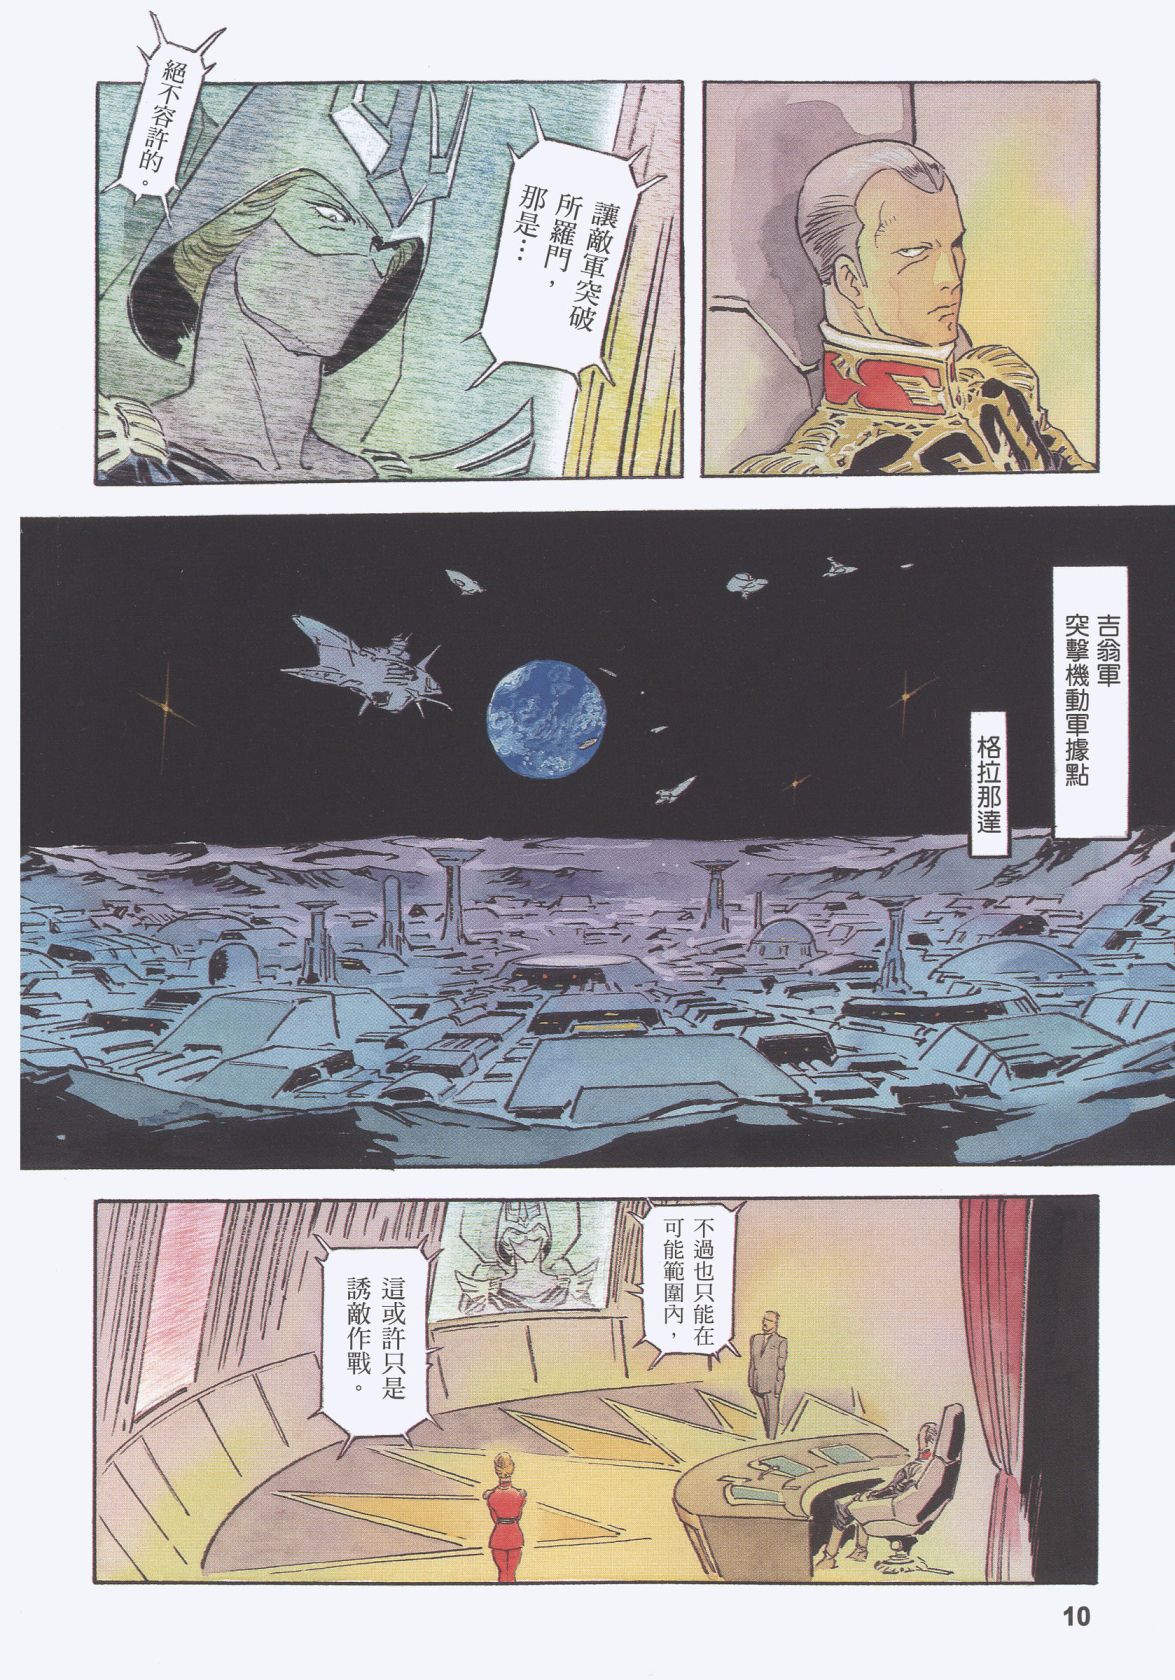 讓敵軍突破
所羅門，
那是…
絕不容許的。
吉翁軍
突擊機動軍據點
格拉那達
不過也只能在
可能範圍內，
這或許只是
誘敵作戰。
10